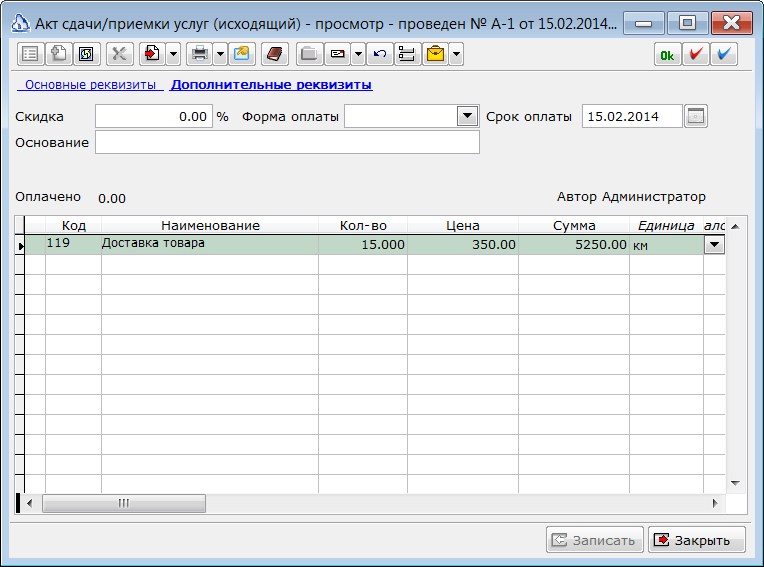 Акт сдачи/приемки услуг (исходящий) - просмотр - проведен № А-1 от 15.02.2014...
Ok
Основные реквизиты Дополнительные реквизиты
Скидка 0.00 % Форма оплаты Срок оплаты 15.02.2014
Основание
Оплачено 0.00 Автор Администратор
Код Наименование Кол-во Цена Сумма Единица алс
119 Доставка товара 15.000 350.00 5250.00 км
Записать Закрыть